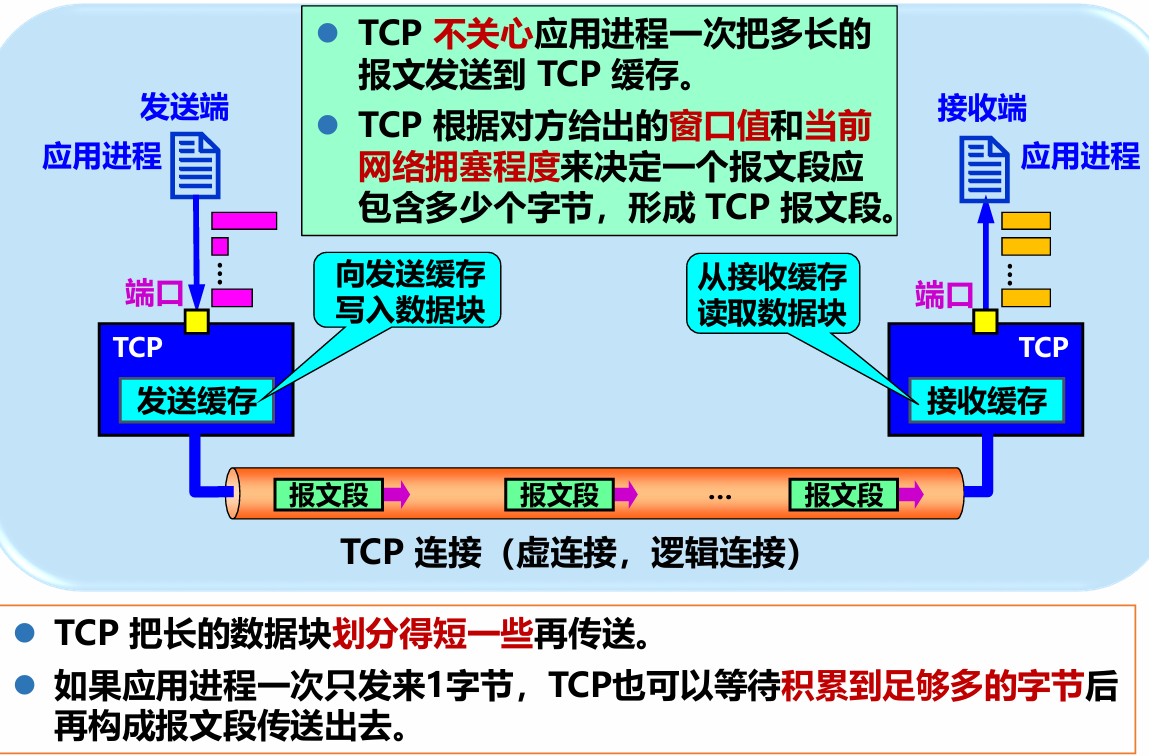 ● TCP 不关心应用进程一次把多长的
报文发送到 TCP 缓存。
● TCP 根据对方给出的窗口值和当前
网络拥塞程度来决定一个报文段应
包含多少个字节，形成 TCP 报文段。
发送端
应用进程
接收端
应用进程
端口
向发送缓存
写入数据块
从接收缓存
读取数据块
端口
TCP
发送缓存
TCP
接收缓存
报文段
报文段
…
报文段
TCP 连接（虚连接，逻辑连接）
● TCP 把长的数据块划分得短一些再传送。
● 如果应用进程一次只发来1字节，TCP也可以等待积累到足够多的字节后
再构成报文段传送出去。